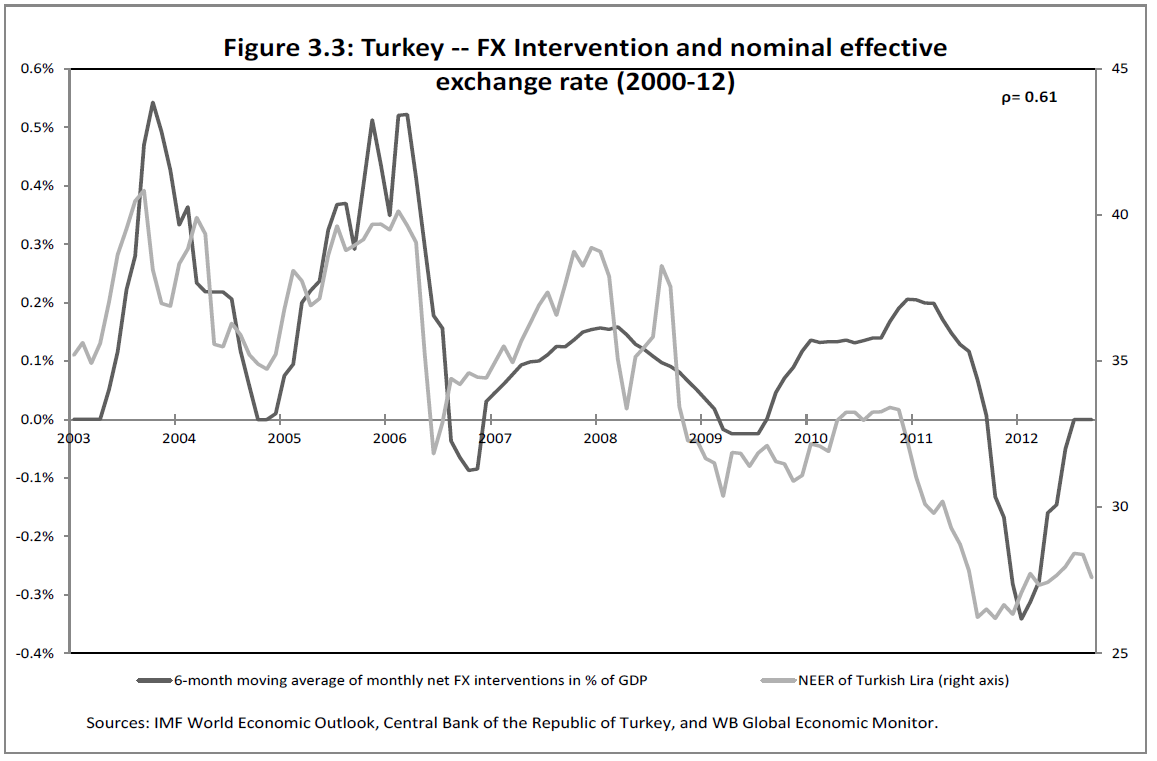 Figure 3.3: Turkey -- FX Intervention and nominal effective
exchange rate (2000-12)
ρ= 0.61
0.6%
0.5%
0.4%
0.3%
0.2%
0.1%
0.0%
-0.1%
-0.2%
-0.3%
-0.4%
45
40
35
30
25
2003 2004 2005 2006 2007 2008 2009 2010 2011 2012
6-month moving average of monthly net FX interventions in % of GDP
NEER of Turkish Lira (right axis)
Sources: IMF World Economic Outlook, Central Bank of the Republic of Turkey, and WB Global Economic Monitor.